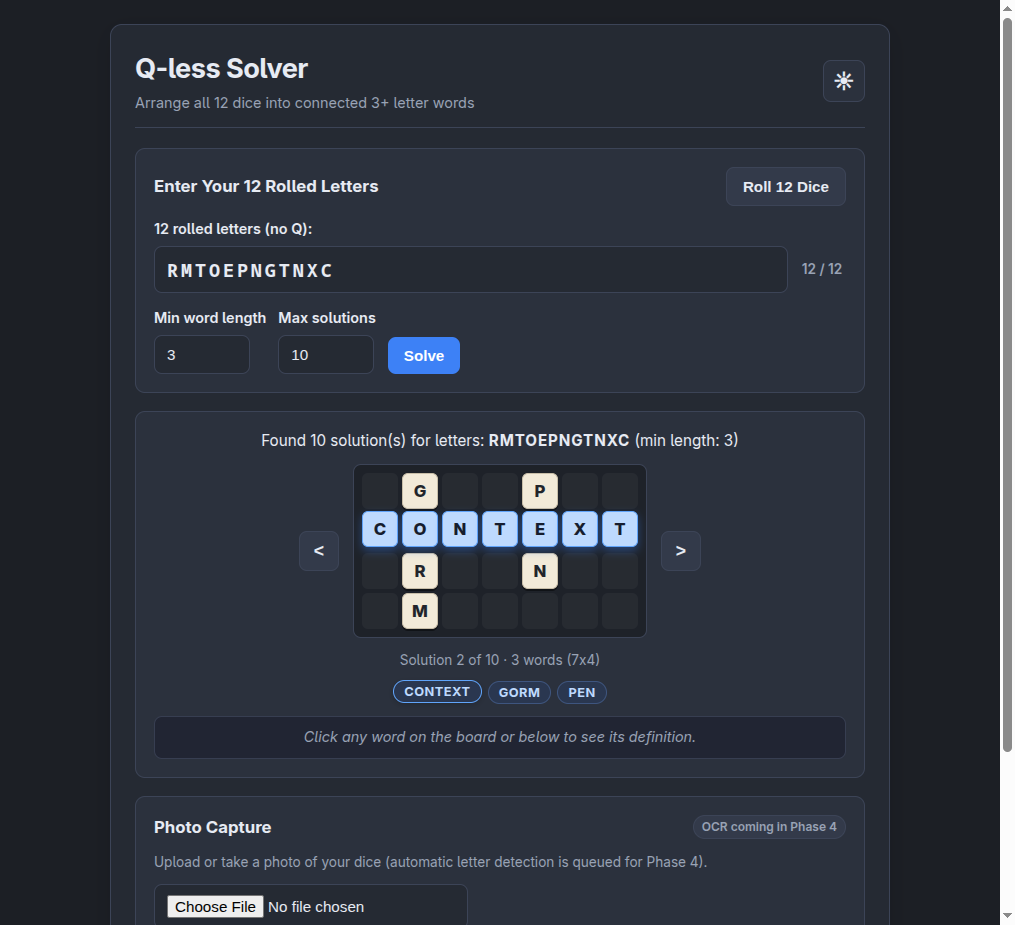 Q-less Solver
Arrange all 12 dice into connected 3+ letter words
Enter Your 12 Rolled Letters
Roll 12 Dice
12 rolled letters (no Q):
RMTOEPNGTNXC
12 / 12
Min word length
Max solutions
3
10
Solve
Found 10 solution(s) for letters: RMTOEPNGTNXC (min length: 3)
G P
C O N T E X T
R N
M
<
>
Solution 2 of 10 · 3 words (7x4)
CONTEXT GORM PEN
Click any word on the board or below to see its definition.
Photo Capture
OCR coming in Phase 4
Upload or take a photo of your dice (automatic letter detection is queued for Phase 4).
Choose File No file chosen